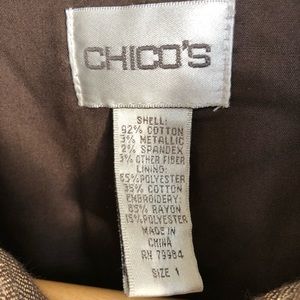 CHICO'S
SHELL:
92% COTTON
3% METALLIC
2% SPANDEX
3% OTHER FIBER
LINING:
65%POLYESTER
35% COTTON
EMBROIDERY:
85% RAYON
15%POLYESTER
MADE IN
CHINA
RN 79984
SIZE 1